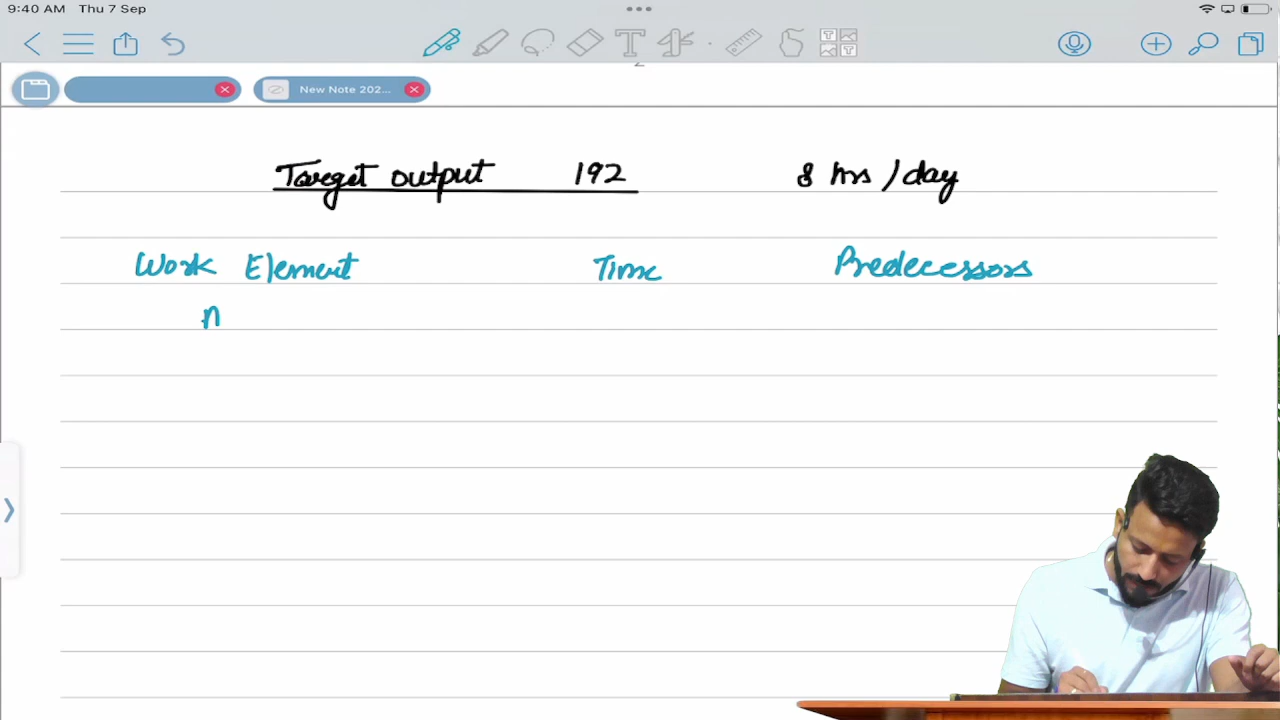 9:40 AM Thu 7 Sep
New Note 202...
Target output 192 8 hrs/day
Work Element Time Predecessors